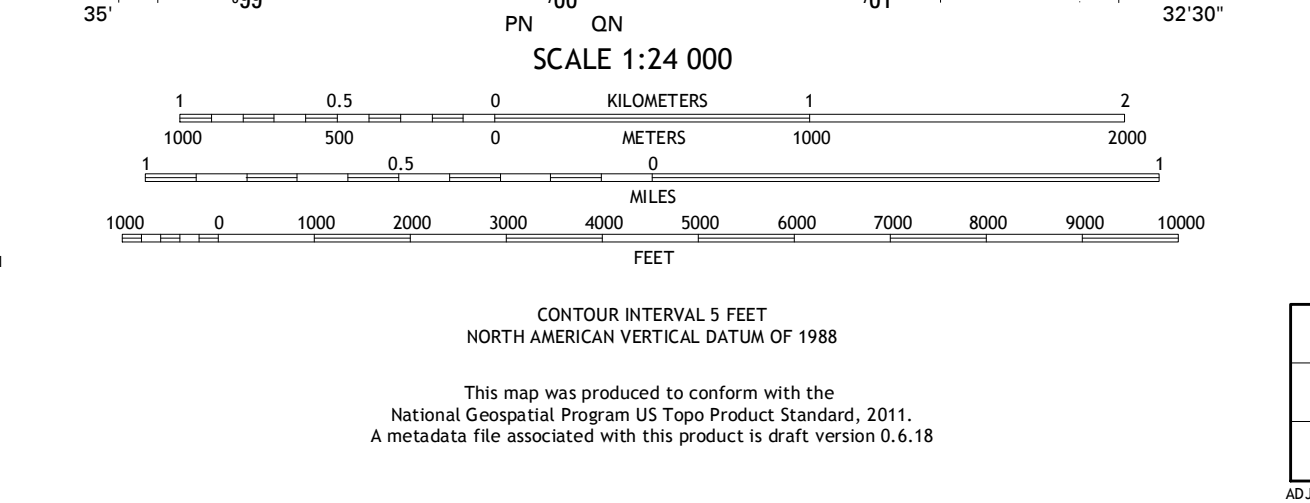 35' 32'30"
PN QN
SCALE 1:24 000
1 0.5 0 KILOMETERS 1 2
1000 500 0 METERS 1000 2000
1 0.5 0 1
MILES
1000 0 1000 2000 3000 4000 5000 6000 7000 8000 9000 10000
FEET
CONTOUR INTERVAL 5 FEET
NORTH AMERICAN VERTICAL DATUM OF 1988
This map was produced to conform with the
National Geospatial Program US Topo Product Standard, 2011.
A metadata file associated with this product is draft version 0.6.18